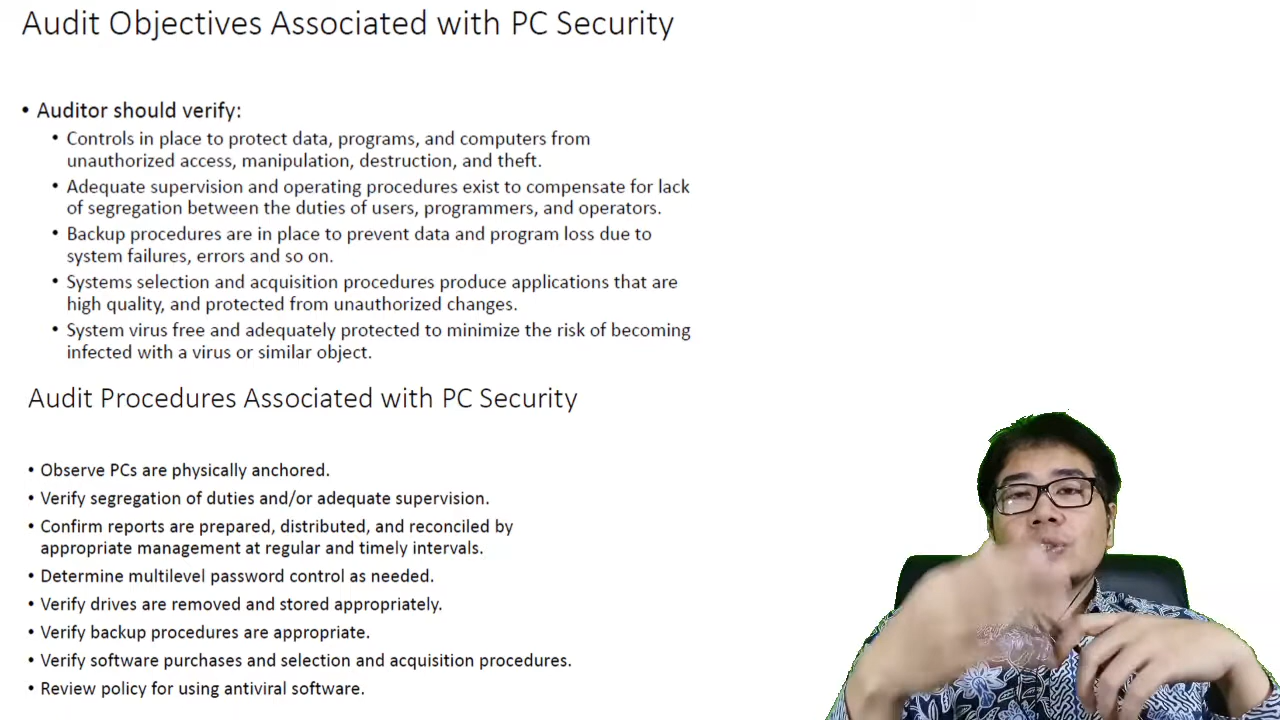 Audit Objectives Associated with PC Security
• Auditor should verify:
• Controls in place to protect data, programs, and computers from
unauthorized access, manipulation, destruction, and theft.
• Adequate supervision and operating procedures exist to compensate for lack
of segregation between the duties of users, programmers, and operators.
• Backup procedures are in place to prevent data and program loss due to
system failures, errors and so on.
• Systems selection and acquisition procedures produce applications that are
high quality, and protected from unauthorized changes.
• System virus free and adequately protected to minimize the risk of becoming
infected with a virus or similar object.
Audit Procedures Associated with PC Security
• Observe PCs are physically anchored.
• Verify segregation of duties and/or adequate supervision.
• Confirm reports are prepared, distributed, and reconciled by
appropriate management at regular and timely intervals.
• Determine multilevel password control as needed.
• Verify drives are removed and stored appropriately.
• Verify backup procedures are appropriate.
• Verify software purchases and selection and acquisition procedures.
• Review policy for using antiviral software.